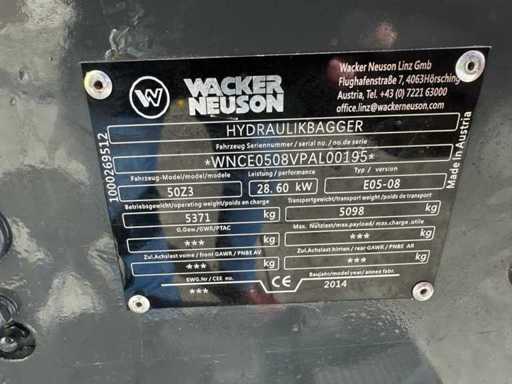 WACKER
NEUSON
Wacker Neuson Linz Gmb
Flughafenstraße 7, 4063Hörsching
Austria, Tel. +43 (0) 7221 63000
office.linz@wackerneuson.com
HYDRAULIKBAGGER
Fahrzeug Seriennummer / serial number / no. de serie
*WNCE0508VPAL00195*
Fahrzeug-Model/model/modele
Leistung / performance
Typ / version
50Z3
28.60 kW
E05-08
Betriebsgewicht/operating weight/poids en charge
Transportgewicht/transport weight/poids de transport
5371 kg
5098 kg
G.Gew./GWR/PTAC
Max. Nutzlast/max.payload/max.charge.utile
*** kg
*** kg
Zul.Achslast vorne / front GAWR/ PNBE AV
Zul.Achslast hinten / rear GAWR/ PNBE AR
*** kg
*** kg
EWG.Nr / CEE no.
***
CE
Baujahr/model year/ annee fabr.
2014
1000269512
Made in Austria